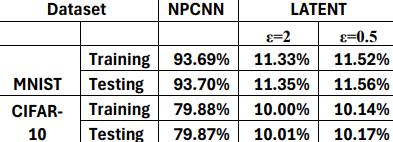 Dataset NPCNN LATENT
ε=2 ε=0.5
Training 93.69% 11.33% 11.52%
MNIST Testing 93.70% 11.35% 11.56%
CIFAR- Training 79.88% 10.00% 10.14%
10 Testing 79.87% 10.01% 10.17%